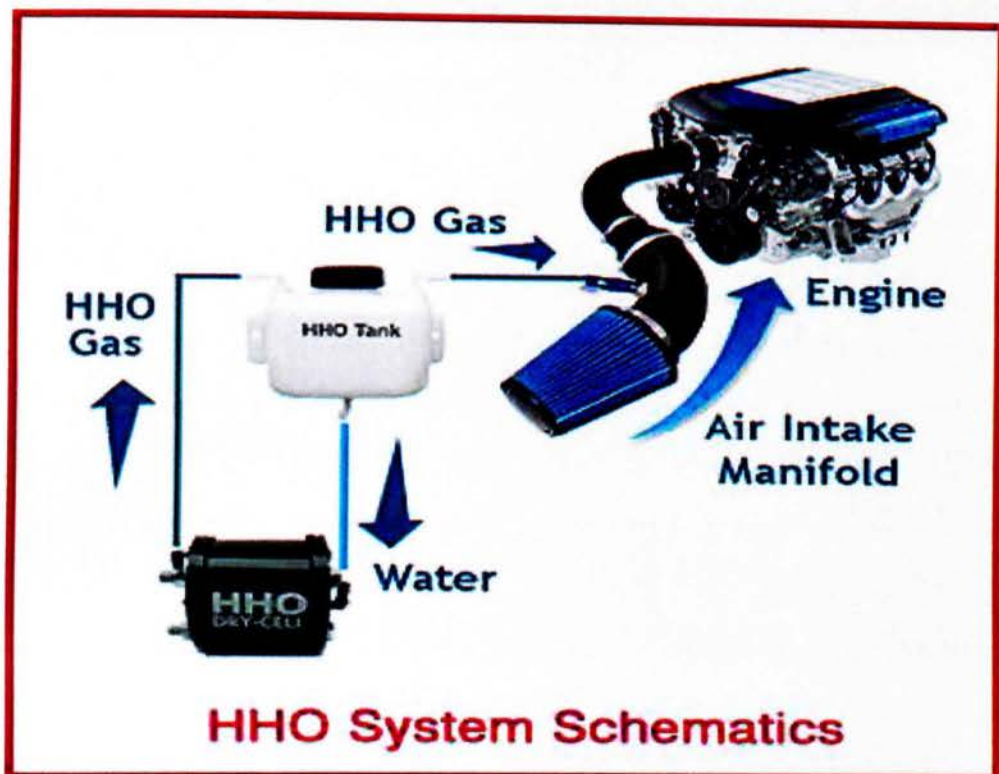 HHO Gas
HHO
Gas
HHO Tank
Engine
Air Intake
Manifold
Water
HHO
DRY-CELL
HHO System Schematics